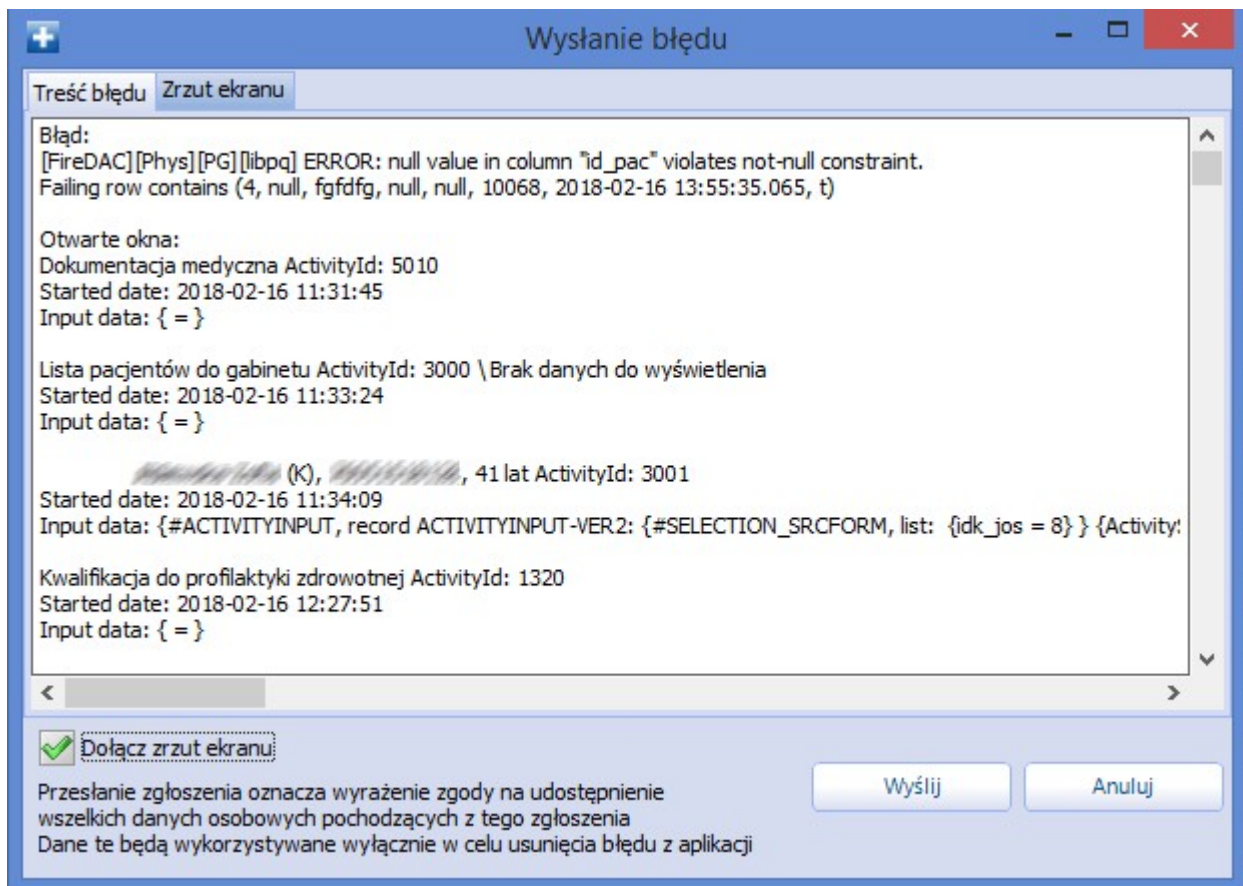 Wysłanie błędu
Treść błędu Zrzut ekranu
Błąd:
[FireDAC][Phys][PG][libpq] ERROR: null value in column "id_pac" violates not-null constraint.
Failing row contains (4, null, fgfdfg, null, null, 10068, 2018-02-16 13:55:35.065, t)
Otwarte okna:
Dokumentacja medyczna ActivityId: 5010
Started date: 2018-02-16 11:31:45
Input data: { = }
Lista pacjentów do gabinetu ActivityId: 3000 \Brak danych do wyświetlenia
Started date: 2018-02-16 11:33:24
Input data: { = }
(K), , 41 lat ActivityId: 3001
Started date: 2018-02-16 11:34:09
Input data: {#ACTIVITYINPUT, record ACTIVITYINPUT-VER2: {#SELECTION_SRCFORM, list: {idk_jos = 8} } {Activity
Kwalifikacja do profilaktyki zdrowotnej ActivityId: 1320
Started date: 2018-02-16 12:27:51
Input data: { = }
Dołącz zrzut ekranu
Przesłanie zgłoszenia oznacza wyrażenie zgody na udostępnienie
wszelkich danych osobowych pochodzących z tego zgłoszenia
Dane te będą wykorzystywane wyłącznie w celu usunięcia błędu z aplikacji
Wyślij
Anuluj